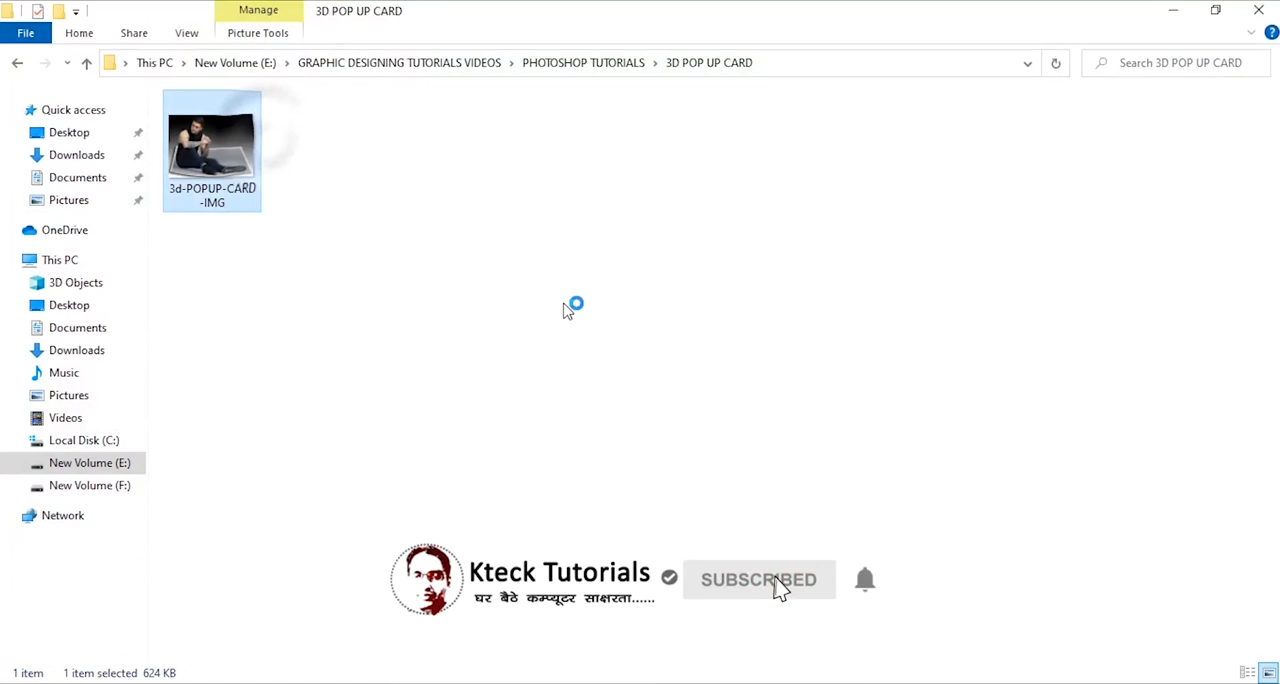 Manage
3D POP UP CARD
File
Home
Share
View
Picture Tools
This PC
New Volume (E:)
GRAPHIC DESIGNING TUTORIALS VIDEOS
PHOTOSHOP TUTORIALS
3D POP UP CARD
Search 3D POP UP CARD
Quick access
Desktop
Downloads
Documents
Pictures
OneDrive
This PC
3D Objects
Desktop
Documents
Downloads
Music
Pictures
Videos
Local Disk (C:)
New Volume (E:)
New Volume (F:)
Network
3d-POPUP-CARD
-IMG
Kteck Tutorials
घर बैठे कम्प्यूटर साक्षरता......
SUBSCRIBED
1 item
1 item selected 624 KB